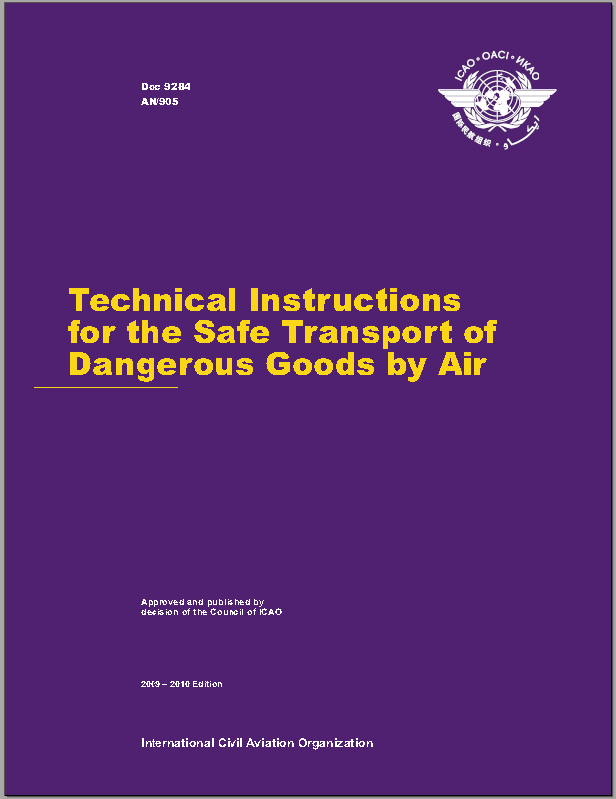 Doc 9284
AN/905
ICAO • OACI • ИКАО
国际民航组织 • إيكاو
Technical Instructions
for the Safe Transport of
Dangerous Goods by Air
Approved and published by
decision of the Council of ICAO
2009 – 2010 Edition
International Civil Aviation Organization